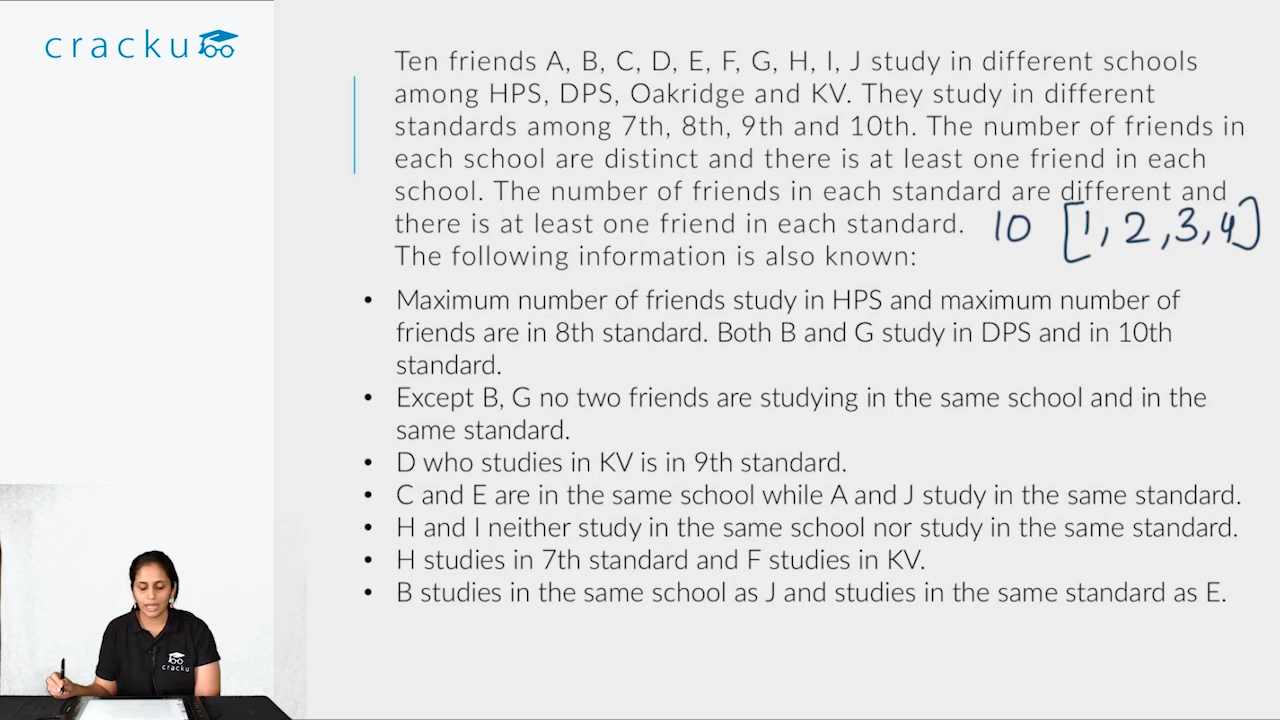 cracku
Ten friends A, B, C, D, E, F, G, H, I, J study in different schools
among HPS, DPS, Oakridge and KV. They study in different
standards among 7th, 8th, 9th and 10th. The number of friends in
each school are distinct and there is at least one friend in each
school. The number of friends in each standard are different and
there is at least one friend in each standard. 10 [1, 2, 3, 4]
The following information is also known:
• Maximum number of friends study in HPS and maximum number of
friends are in 8th standard. Both B and G study in DPS and in 10th
standard.
• Except B, G no two friends are studying in the same school and in the
same standard.
• D who studies in KV is in 9th standard.
• C and E are in the same school while A and J study in the same standard.
• H and I neither study in the same school nor study in the same standard.
• H studies in 7th standard and F studies in KV.
• B studies in the same school as J and studies in the same standard as E.
cracku